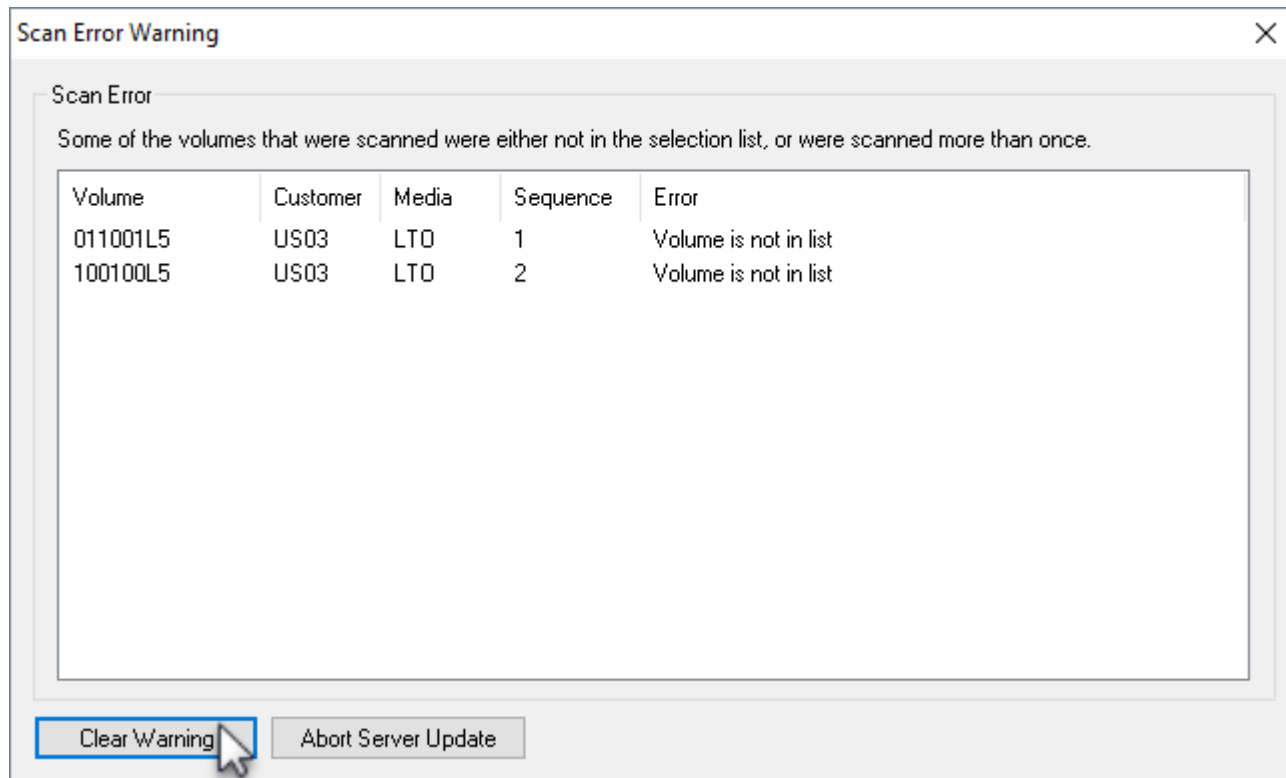 Scan Error Warning
Scan Error
Some of the volumes that were scanned were either not in the selection list, or were scanned more than once.
Volume Customer Media Sequence Error
011001L5 US03 LTO 1 Volume is not in list
100100L5 US03 LTO 2 Volume is not in list
Clear Warning Abort Server Update